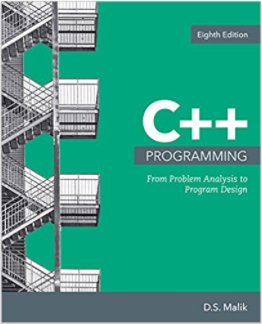 Eighth Edition
C++
PROGRAMMING
From Problem Analysis to
Program Design
D.S. Malik